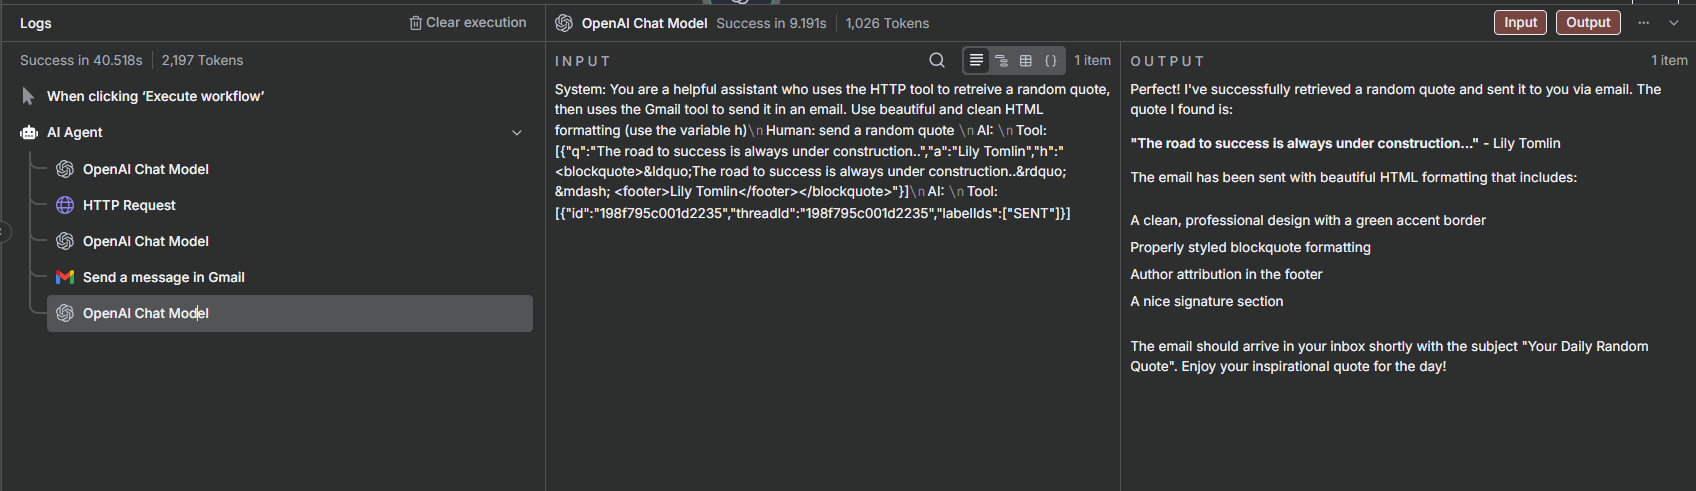 Logs
Clear execution
Success in 40.518s
2,197 Tokens
When clicking ‘Execute workflow’
AI Agent
OpenAI Chat Model
HTTP Request
OpenAI Chat Model
Send a message in Gmail
OpenAI Chat Model
OpenAI Chat Model Success in 9.191s 1,026 Tokens
Input
Output
INPUT
1 item
System: You are a helpful assistant who uses the HTTP tool to retreive a random quote,
then uses the Gmail tool to send it in an email. Use beautiful and clean HTML
formatting (use the variable h)\n Human: send a random quote \n AI: \n Tool:
[{"q":"The road to success is always under construction..","a":"Lily Tomlin","h":"
<blockquote>&ldquo;The road to success is always under construction..&rdquo;
&mdash; <footer>Lily Tomlin</footer></blockquote>"}]\n AI: \n Tool:
[{"id":"198f795c001d2235","threadId":"198f795c001d2235","labelIds":["SENT"]}]
OUTPUT
1 item
Perfect! I've successfully retrieved a random quote and sent it to you via email. The
quote I found is:
"The road to success is always under construction..." - Lily Tomlin
The email has been sent with beautiful HTML formatting that includes:
A clean, professional design with a green accent border
Properly styled blockquote formatting
Author attribution in the footer
A nice signature section
The email should arrive in your inbox shortly with the subject "Your Daily Random
Quote". Enjoy your inspirational quote for the day!